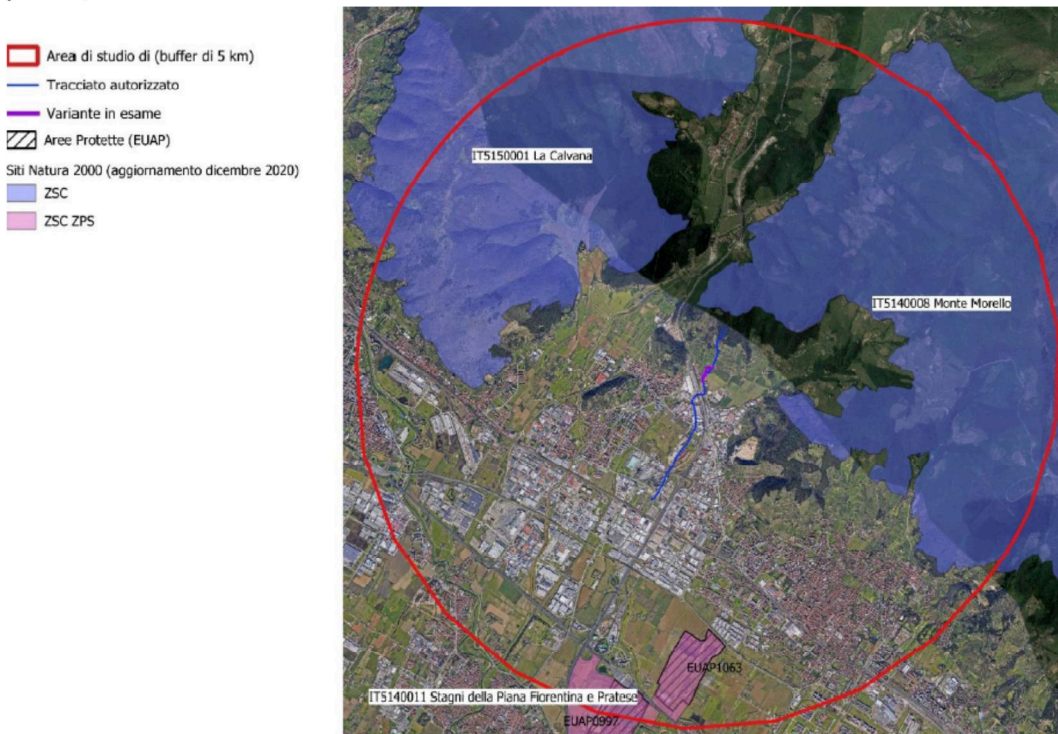 Area di studio di (buffer di 5 km)
Tracciato autorizzato
Variante in esame
Aree Protette (EUAP)
Siti Natura 2000 (aggiornamento dicembre 2020)
ZSC
ZSC ZPS
IT5150001 La Calvana
IT5140008 Monte Morello
EUAP1063
IT5140011 Stagni della Piana Fiorentina e Pratese
EUAP0997